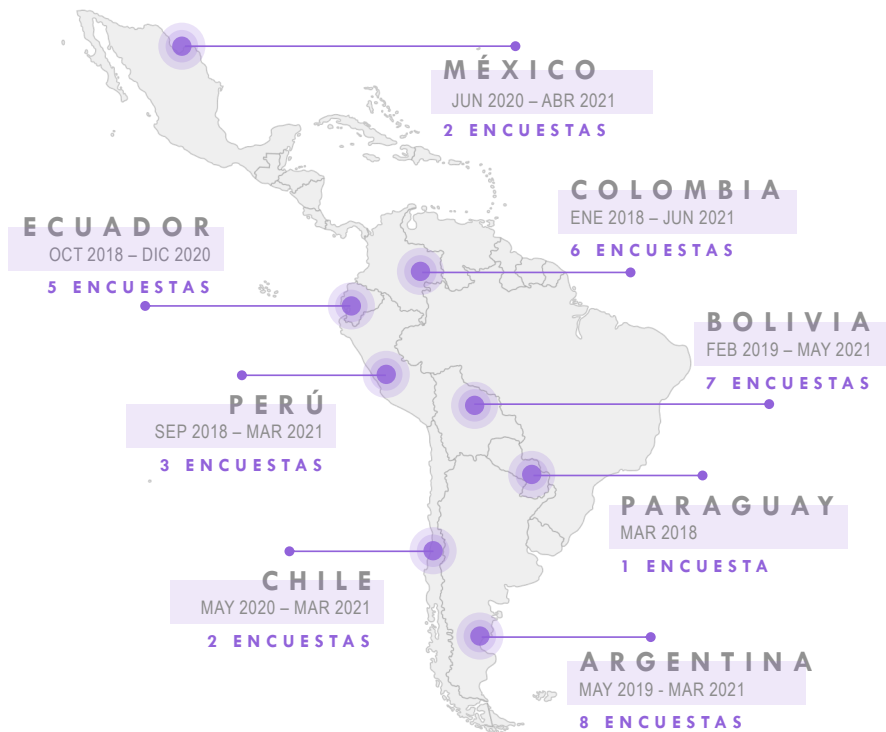 MÉXICO
JUN 2020 – ABR 2021
2 ENCUESTAS
COLOMBIA
ENE 2018 – JUN 2021
6 ENCUESTAS
ECUADOR
OCT 2018 – DIC 2020
5 ENCUESTAS
BOLIVIA
FEB 2019 – MAY 2021
7 ENCUESTAS
PERÚ
SEP 2018 – MAR 2021
3 ENCUESTAS
PARAGUAY
MAR 2018
1 ENCUESTA
CHILE
MAY 2020 – MAR 2021
2 ENCUESTAS
ARGENTINA
MAY 2019 - MAR 2021
8 ENCUESTAS